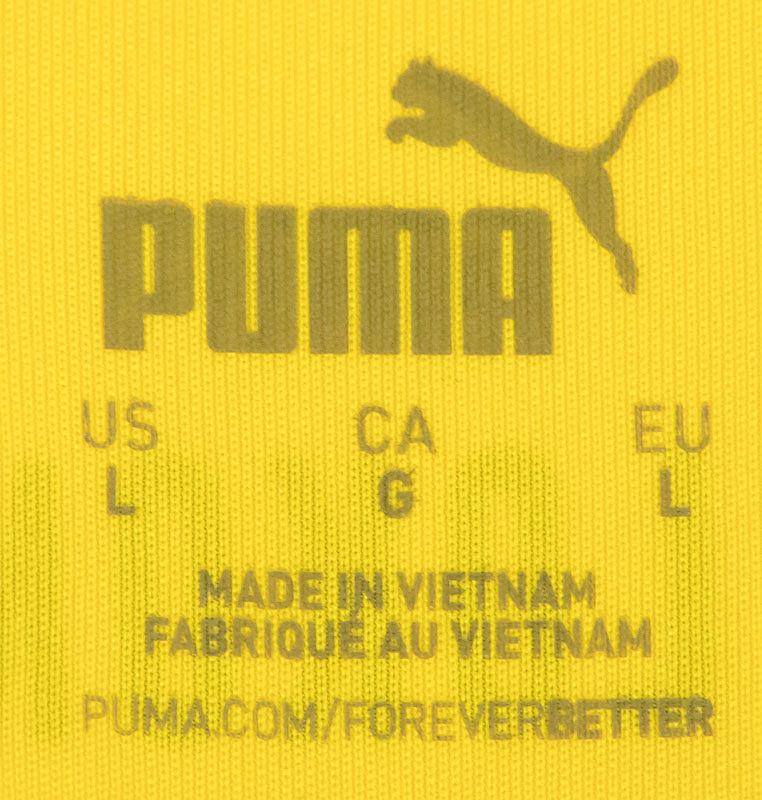 PUMA
US CA EU
L G L
MADE IN VIETNAM
FABRIQUÉ AU VIETNAM
PUMA.COM/FOREVERBETTER